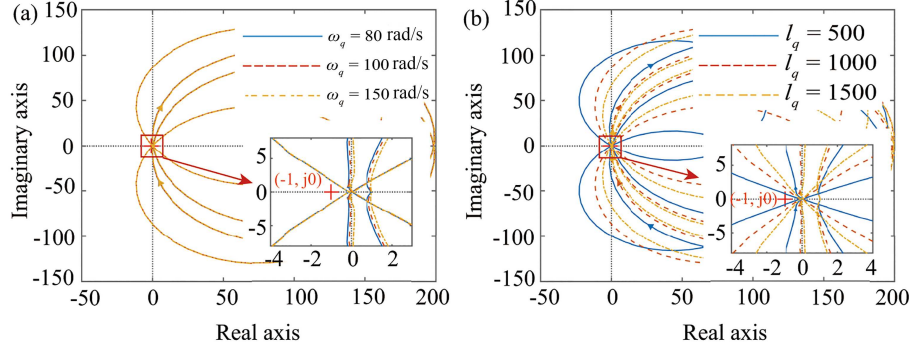 (a)
150
100
50
0
-50
-100
-150
Imaginary axis
ω_q = 80 rad/s
ω_q = 100 rad/s
ω_q = 150 rad/s
(-1, j0)
5
0
-5
-4 -2 0 2
-50 0 50 100 150 200
Real axis
(b)
150
100
50
0
-50
-100
-150
Imaginary axis
l_q = 500
l_q = 1000
l_q = 1500
(-1, j0)
5
0
-5
-4 -2 0 2 4
-50 0 50 100 150 200
Real axis